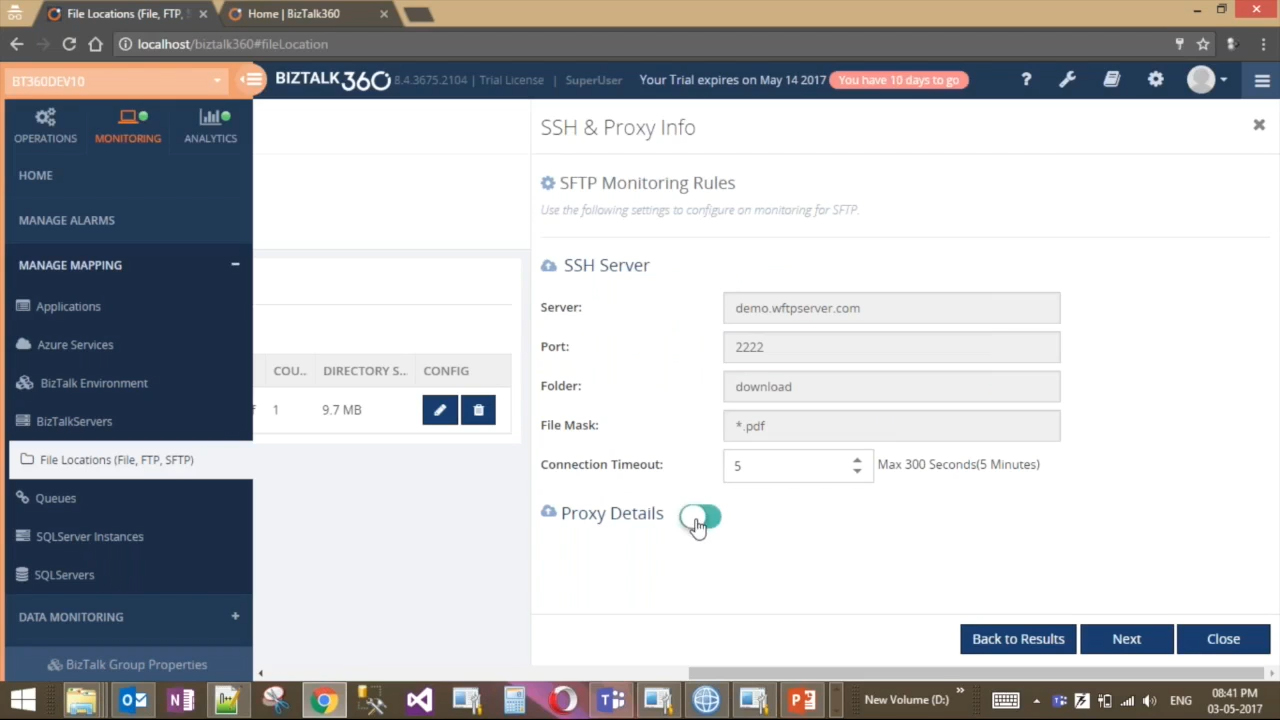 File Locations (File, FTP, S
Home | BizTalk360
localhost/biztalk360#fileLocation
BT360DEV10
BIZTALK360 8.4.3675.2104 | Trial License | SuperUser
Your Trial expires on May 14 2017 You have 10 days to go
OPERATIONS
MONITORING
ANALYTICS
HOME
MANAGE ALARMS
MANAGE MAPPING
Applications
Azure Services
BizTalk Environment
BizTalkServers
File Locations (File, FTP, SFTP)
Queues
SQLServer Instances
SQLServers
DATA MONITORING
BizTalk Group Properties
COU.. DIRECTORY S... CONFIG
f 1 9.7 MB
SSH & Proxy Info
SFTP Monitoring Rules
Use the following settings to configure on monitoring for SFTP.
SSH Server
Server: demo.wftpserver.com
Port: 2222
Folder: download
File Mask: *.pdf
Connection Timeout: 5 Max 300 Seconds(5 Minutes)
Proxy Details
Back to Results Next Close
New Volume (D:) » ENG 08:41 PM
03-05-2017